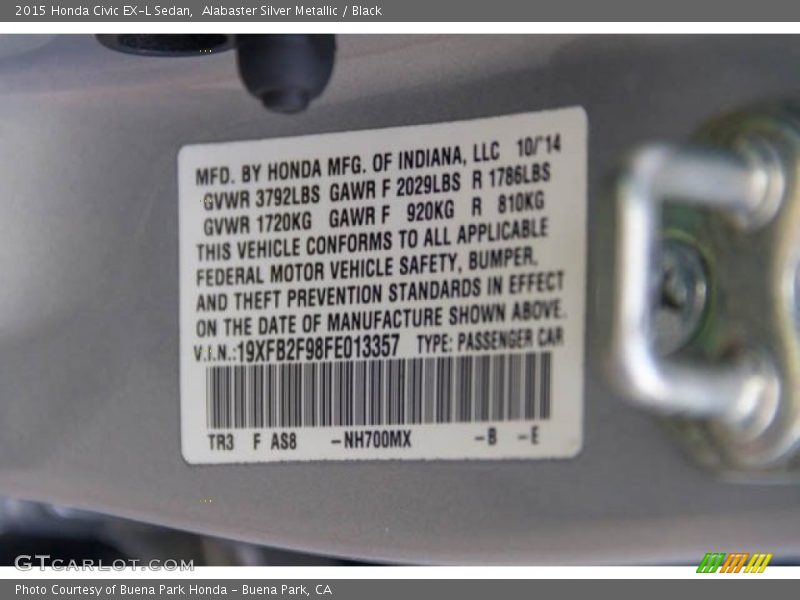 2015 Honda Civic EX-L Sedan,  Alabaster Silver Metallic / Black
MFD. BY HONDA MFG. OF INDIANA, LLC 10/'14
GVWR 3792LBS GAWR F 2029LBS R 1786LBS
GVWR 1720KG GAWR F 920KG R 810KG
THIS VEHICLE CONFORMS TO ALL APPLICABLE
FEDERAL MOTOR VEHICLE SAFETY, BUMPER,
AND THEFT PREVENTION STANDARDS IN EFFECT
ON THE DATE OF MANUFACTURE SHOWN ABOVE.
V.I.N.:19XFB2F98FE013357 TYPE: PASSENGER CAR
TR3 F AS8 -NH700MX -B -E
GTCARLOT.COM
Photo Courtesy of Buena Park Honda - Buena Park, CA